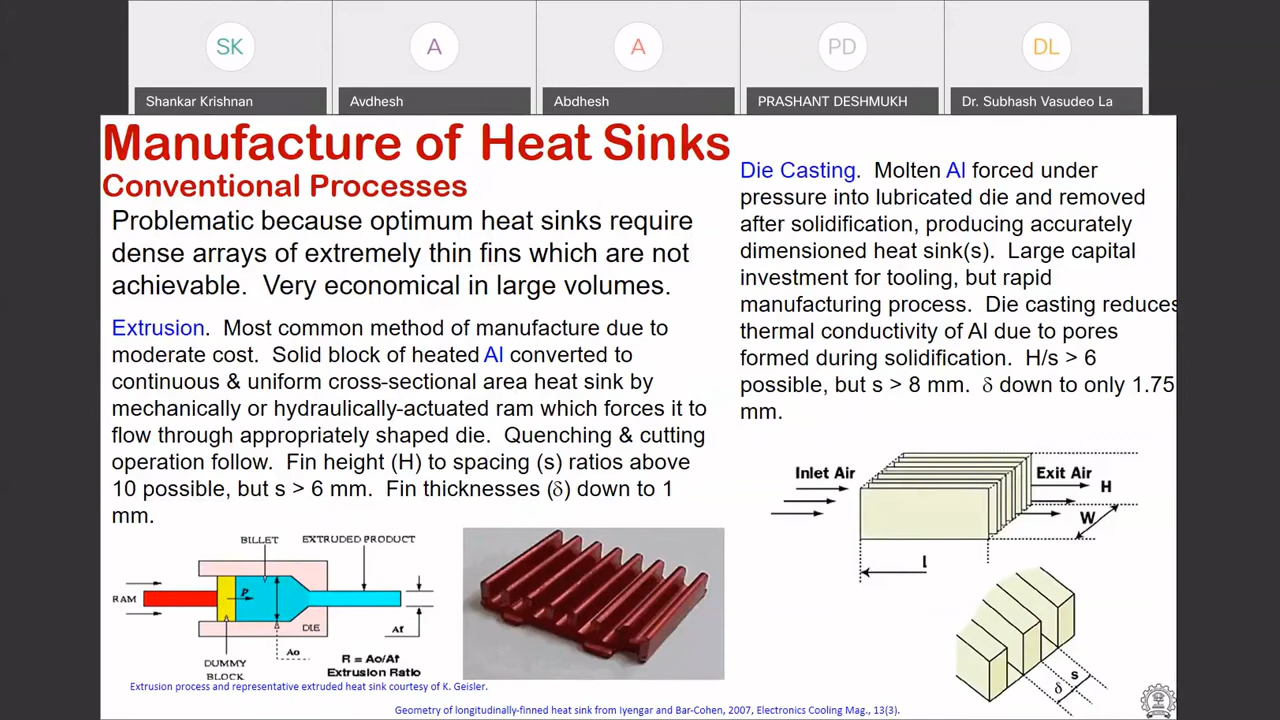 SK
A
A
PD
DL
Shankar Krishnan
Avdhesh
Abdhesh
PRASHANT DESHMUKH
Dr. Subhash Vasudeo La
Manufacture of Heat Sinks
Conventional Processes
Problematic because optimum heat sinks require
dense arrays of extremely thin fins which are not
achievable. Very economical in large volumes.
Extrusion. Most common method of manufacture due to
moderate cost. Solid block of heated Al converted to
continuous & uniform cross-sectional area heat sink by
mechanically or hydraulically-actuated ram which forces it to
flow through appropriately shaped die. Quenching & cutting
operation follow. Fin height (H) to spacing (s) ratios above
10 possible, but s > 6 mm. Fin thicknesses (δ) down to 1
mm.
Die Casting. Molten Al forced under
pressure into lubricated die and removed
after solidification, producing accurately
dimensioned heat sink(s). Large capital
investment for tooling, but rapid
manufacturing process. Die casting reduces
thermal conductivity of Al due to pores
formed during solidification. H/s > 6
possible, but s > 8 mm. δ down to only 1.75
mm.
BILLET
EXTRUDED PRODUCT
RAM
P
DIE
Af
Ao
DUMMY
BLOCK
R = Ao/Af
Extrusion Ratio
Inlet Air
Exit Air
H
W
l
s
δ
Extrusion process and representative extruded heat sink courtesy of K. Geisler.
Geometry of longitudinally-finned heat sink from Iyengar and Bar-Cohen, 2007, Electronics Cooling Mag., 13(3).